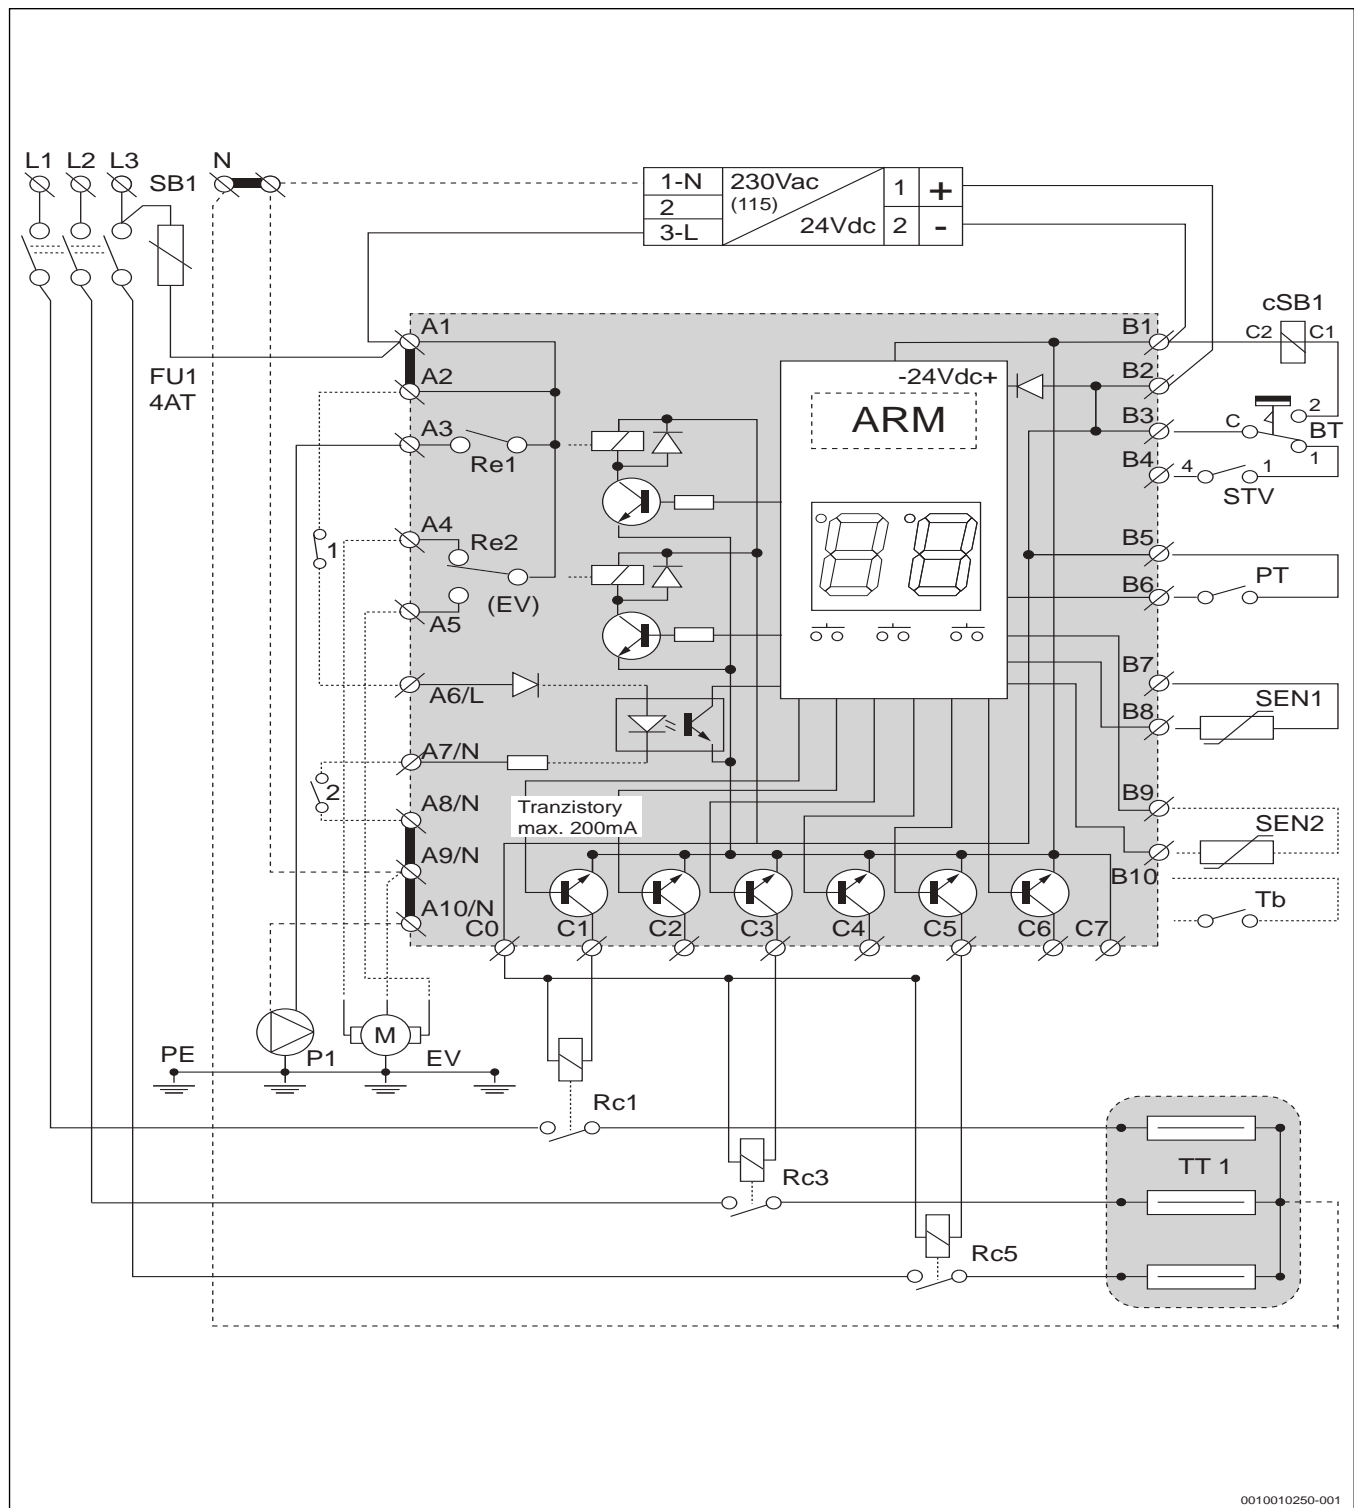 L1 L2 L3 SB1 N
1-N 230Vac 1 +
2 (115)
3-L 24Vdc 2 -
A1
B1
cSB1
C2 C1
FU1
4AT
A2
-24Vdc+
B2
ARM
A3
B3
C 2
BT
1
Re1
B4
4 1
STV
A4
Re2
B5
1
PT
(EV)
B6
A5
B7
A6/L
SEN1
B8
A7/N
2
A8/N
Tranzistory
max. 200mA
B9
SEN2
A9/N
B10
A10/N
Tb
C0 C1 C2 C3 C4 C5 C6 C7
M
PE P1 EV
Rc1
TT 1
Rc3
Rc5
0010010250-001